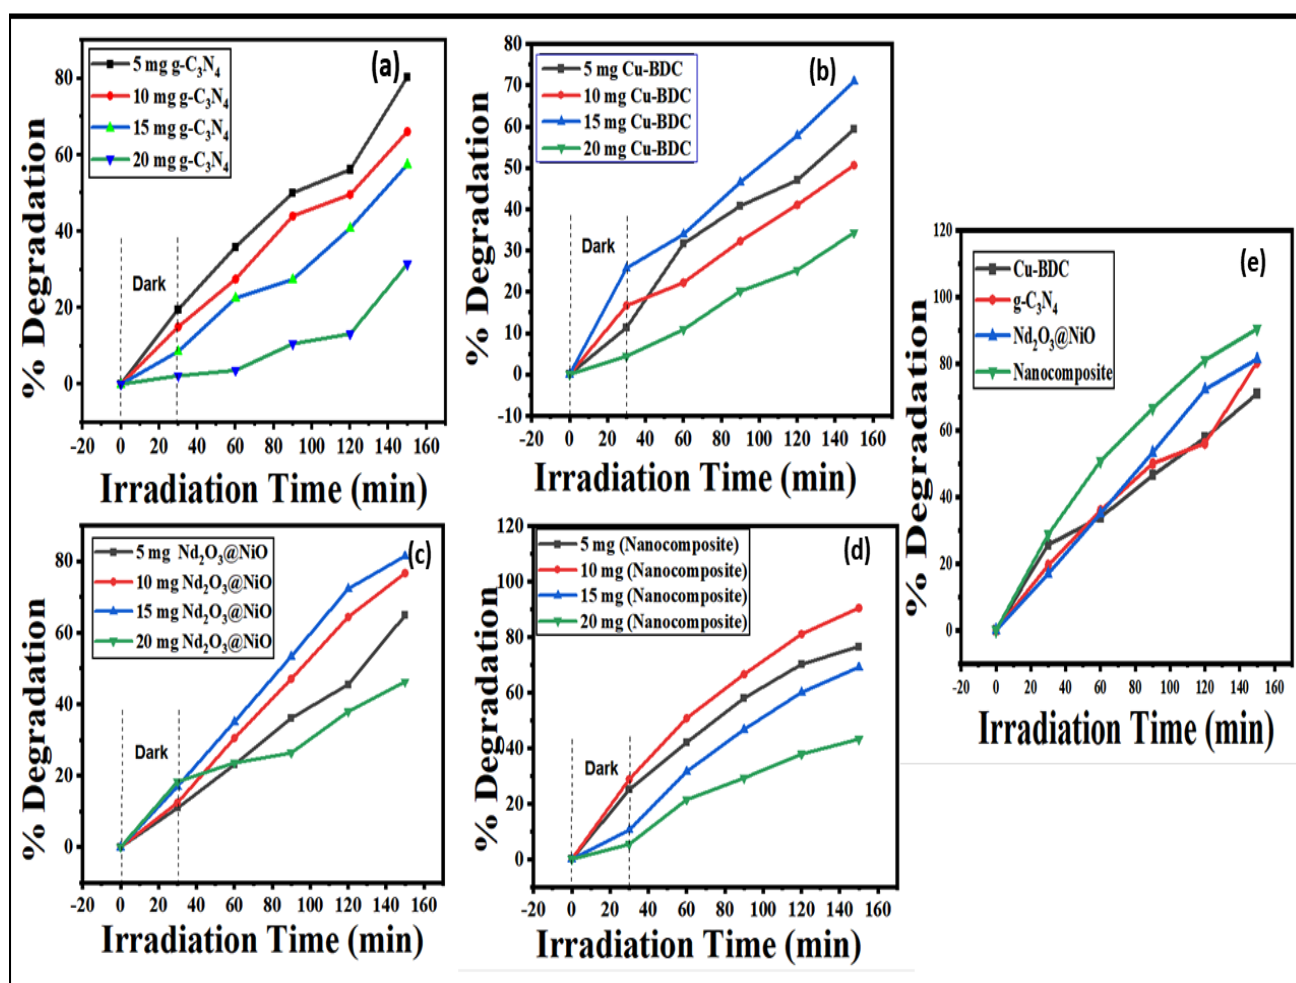 (a)
5 mg g-C₃N₄
10 mg g-C₃N₄
15 mg g-C₃N₄
20 mg g-C₃N₄
Dark
% Degradation
80
60
40
20
0
-20 0 20 40 60 80 100 120 140 160
Irradiation Time (min)
(b)
5 mg Cu-BDC
10 mg Cu-BDC
15 mg Cu-BDC
20 mg Cu-BDC
Dark
% Degradation
80
70
60
50
40
30
20
10
0
-10
-20 0 20 40 60 80 100 120 140 160
Irradiation Time (min)
(c)
5 mg Nd₂O₃@NiO
10 mg Nd₂O₃@NiO
15 mg Nd₂O₃@NiO
20 mg Nd₂O₃@NiO
Dark
% Degradation
80
60
40
20
0
-20 0 20 40 60 80 100 120 140 160
Irradiation Time (min)
(d)
5 mg (Nanocomposite)
10 mg (Nanocomposite)
15 mg (Nanocomposite)
20 mg (Nanocomposite)
Dark
% Degradation
120
100
80
60
40
20
0
-20 0 20 40 60 80 100 120 140 160
Irradiation Time (min)
(e)
Cu-BDC
g-C₃N₄
Nd₂O₃@NiO
Nanocomposite
% Degradation
120
100
80
60
40
20
0
-20 0 20 40 60 80 100 120 140 160
Irradiation Time (min)